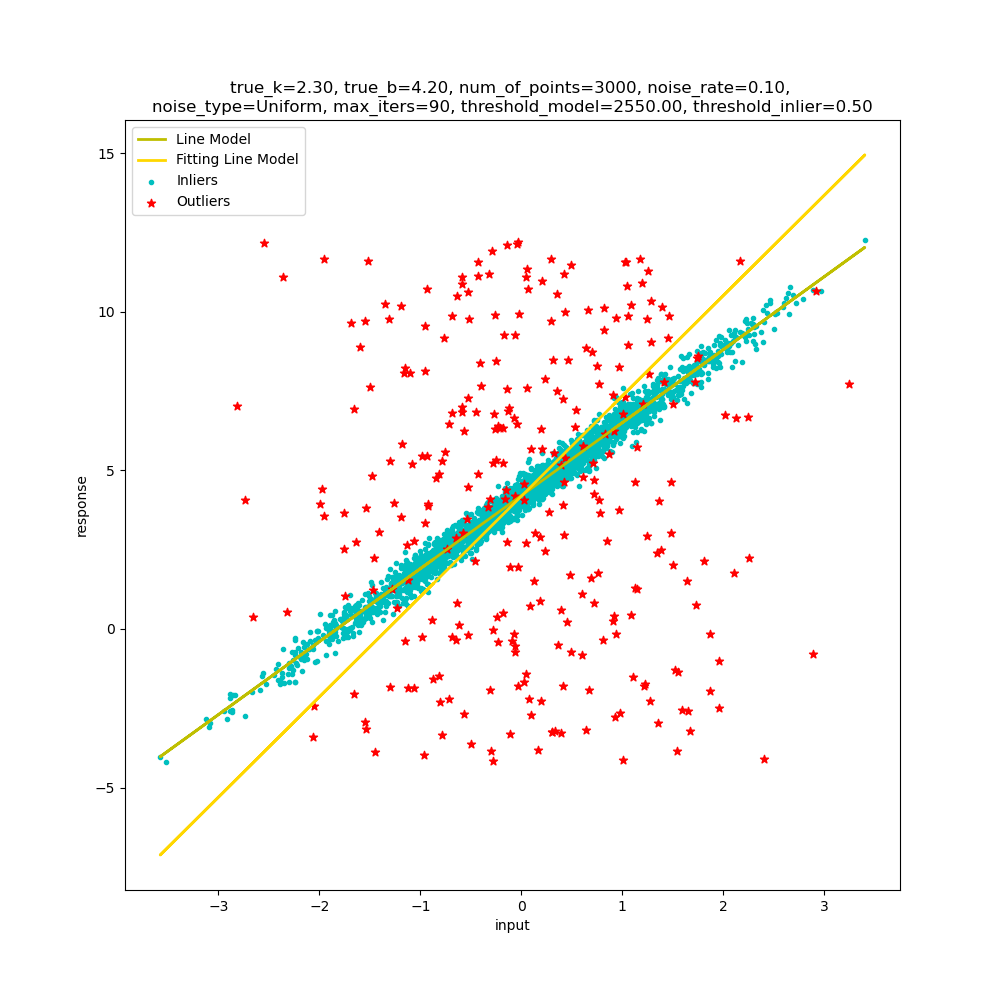 true_k=2.30, true_b=4.20, num_of_points=3000, noise_rate=0.10,
noise_type=Uniform, max_iters=90, threshold_model=2550.00, threshold_inlier=0.50
Line Model
Fitting Line Model
Inliers
Outliers
15
10
5
0
−5
response
−3
−2
−1
0
1
2
3
input